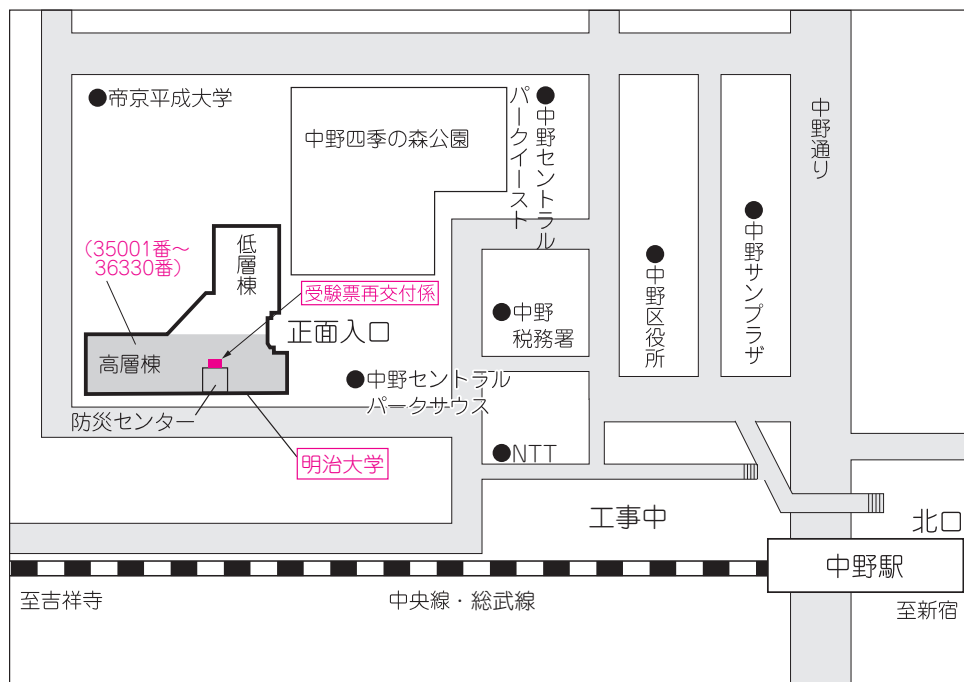 ●帝京平成大学
中野四季の森公園
●中野セントラル
パークイースト
中野通り
(35001番～
36330番)
低層棟
受験票再交付係
正面入口
高層棟
防災センター
明治大学
●中野セントラル
パークサウス
●中野
税務署
●NTT
●中野区役所
●中野サンプラザ
工事中
北口
中野駅
至吉祥寺
中央線・総武線
至新宿